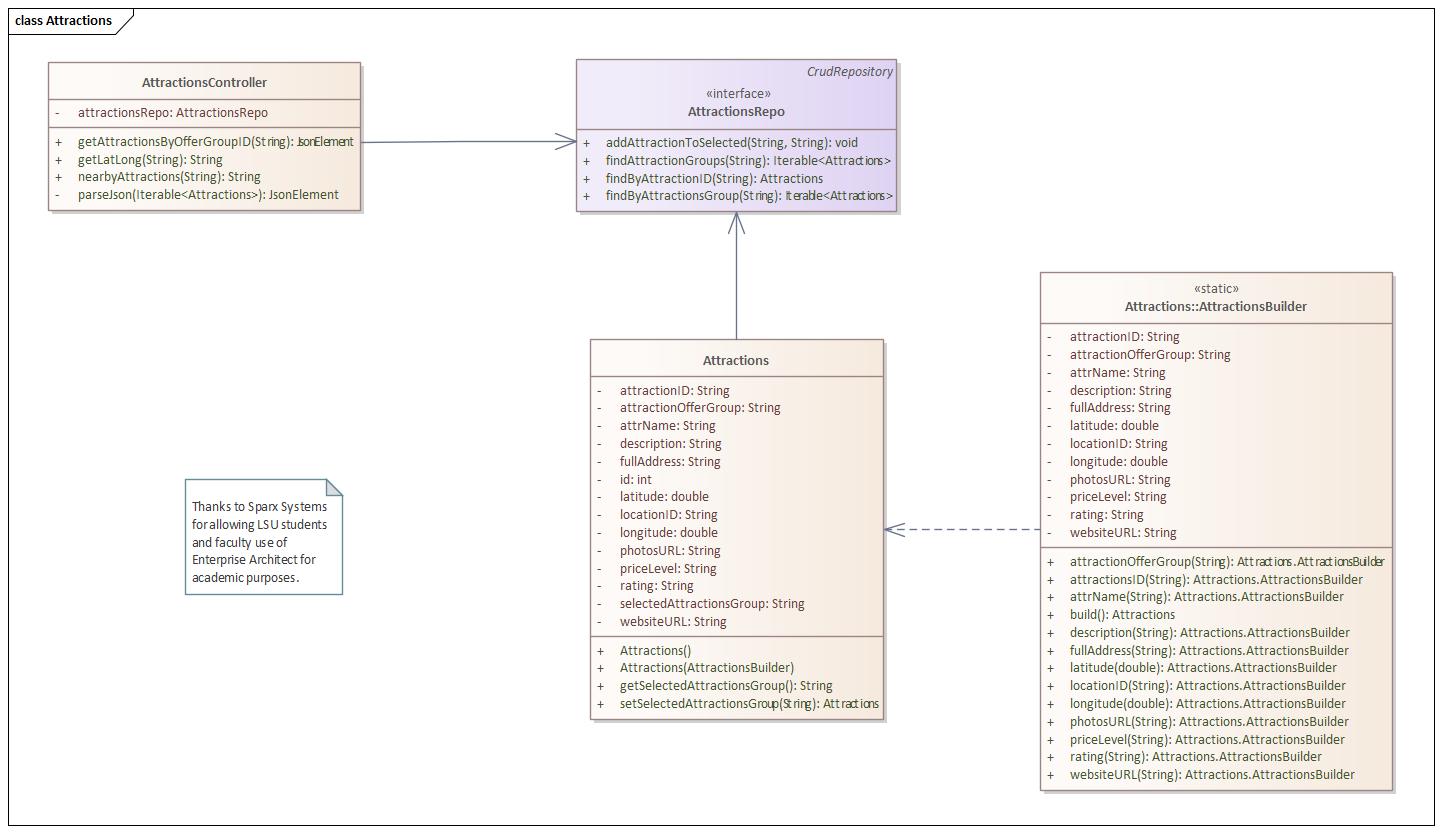 class Attractions
AttractionsController
- attractionsRepo: AttractionsRepo
+ getAttractionsByOfferGroupID(String): JsonElement
+ getLatLong(String): String
+ nearbyAttractions(String): String
- parseJson(Iterable<Attractions>): JsonElement
CrudRepository
«interface»
AttractionsRepo
+ addAttractionToSelected(String, String): void
+ findAttractionGroups(String): Iterable<Attractions>
+ findByAttractionID(String): Attractions
+ findByAttractionsGroup(String): Iterable<Attractions>
Attractions
- attractionID: String
- attractionOfferGroup: String
- attrName: String
- description: String
- fullAddress: String
- id: int
- latitude: double
- locationID: String
- longitude: double
- photosURL: String
- priceLevel: String
- rating: String
- selectedAttractionsGroup: String
- websiteURL: String
+ Attractions()
+ Attractions(AttractionsBuilder)
+ getSelectedAttractionsGroup(): String
+ setSelectedAttractionsGroup(String): Attractions
«static»
Attractions::AttractionsBuilder
- attractionID: String
- attractionOfferGroup: String
- attrName: String
- description: String
- fullAddress: String
- latitude: double
- locationID: String
- longitude: double
- photosURL: String
- priceLevel: String
- rating: String
- websiteURL: String
+ attractionOfferGroup(String): Attractions.AttractionsBuilder
+ attractionsID(String): Attractions.AttractionsBuilder
+ attrName(String): Attractions.AttractionsBuilder
+ build(): Attractions
+ description(String): Attractions.AttractionsBuilder
+ fullAddress(String): Attractions.AttractionsBuilder
+ latitude(double): Attractions.AttractionsBuilder
+ locationID(String): Attractions.AttractionsBuilder
+ longitude(double): Attractions.AttractionsBuilder
+ photosURL(String): Attractions.AttractionsBuilder
+ priceLevel(String): Attractions.AttractionsBuilder
+ rating(String): Attractions.AttractionsBuilder
+ websiteURL(String): Attractions.AttractionsBuilder
Thanks to Sparx Systems
for allowing LSU students
and faculty use of
Enterprise Architect for
academic purposes.